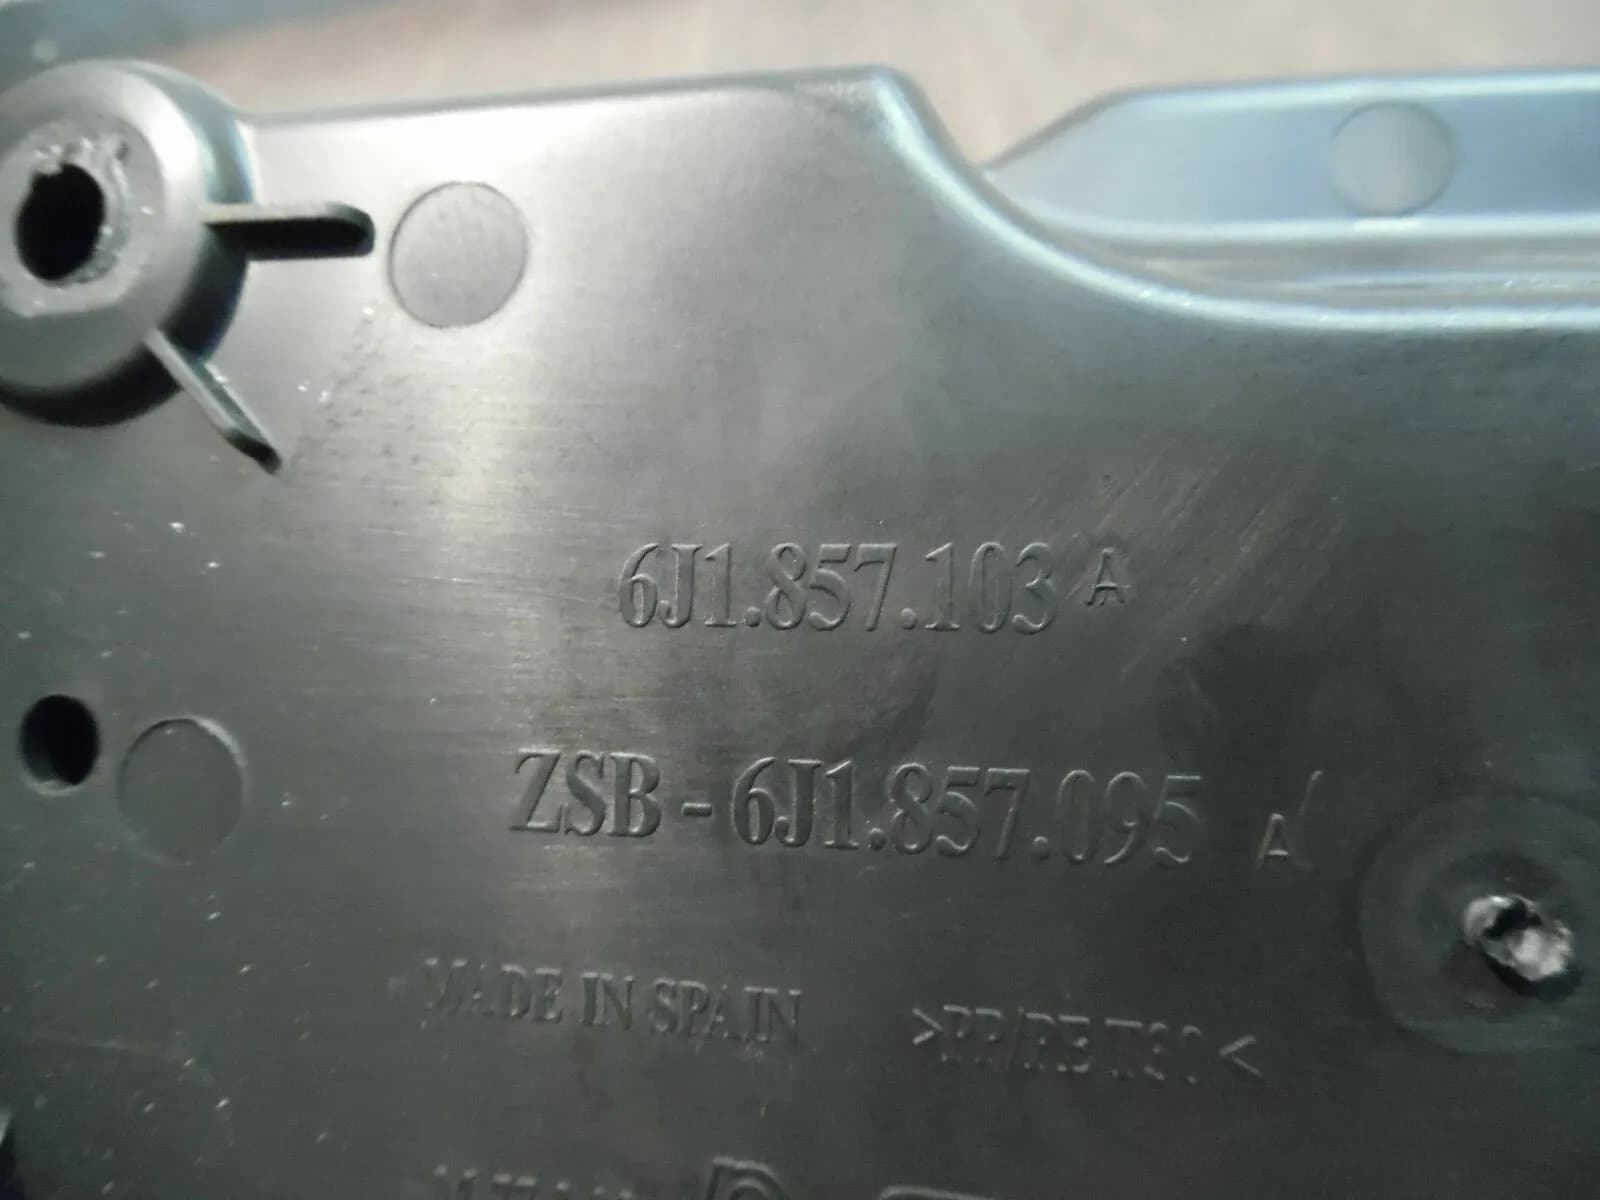 6J1.857.103 A
ZSB-6J1.857.095 A
MADE IN SPAIN